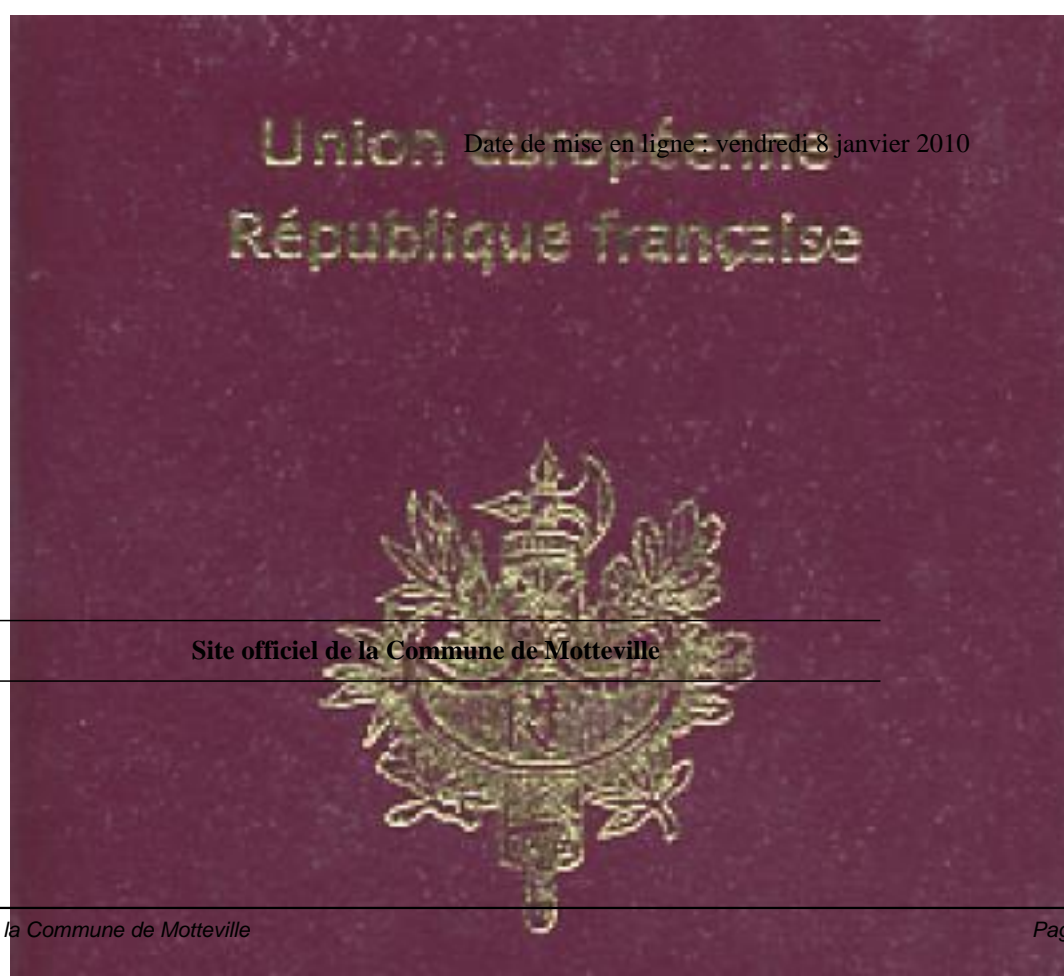 Union européenne
Date de mise en ligne : vendredi 8 janvier 2010
République française
Site officiel de la Commune de Motteville
la Commune de Motteville
Pag